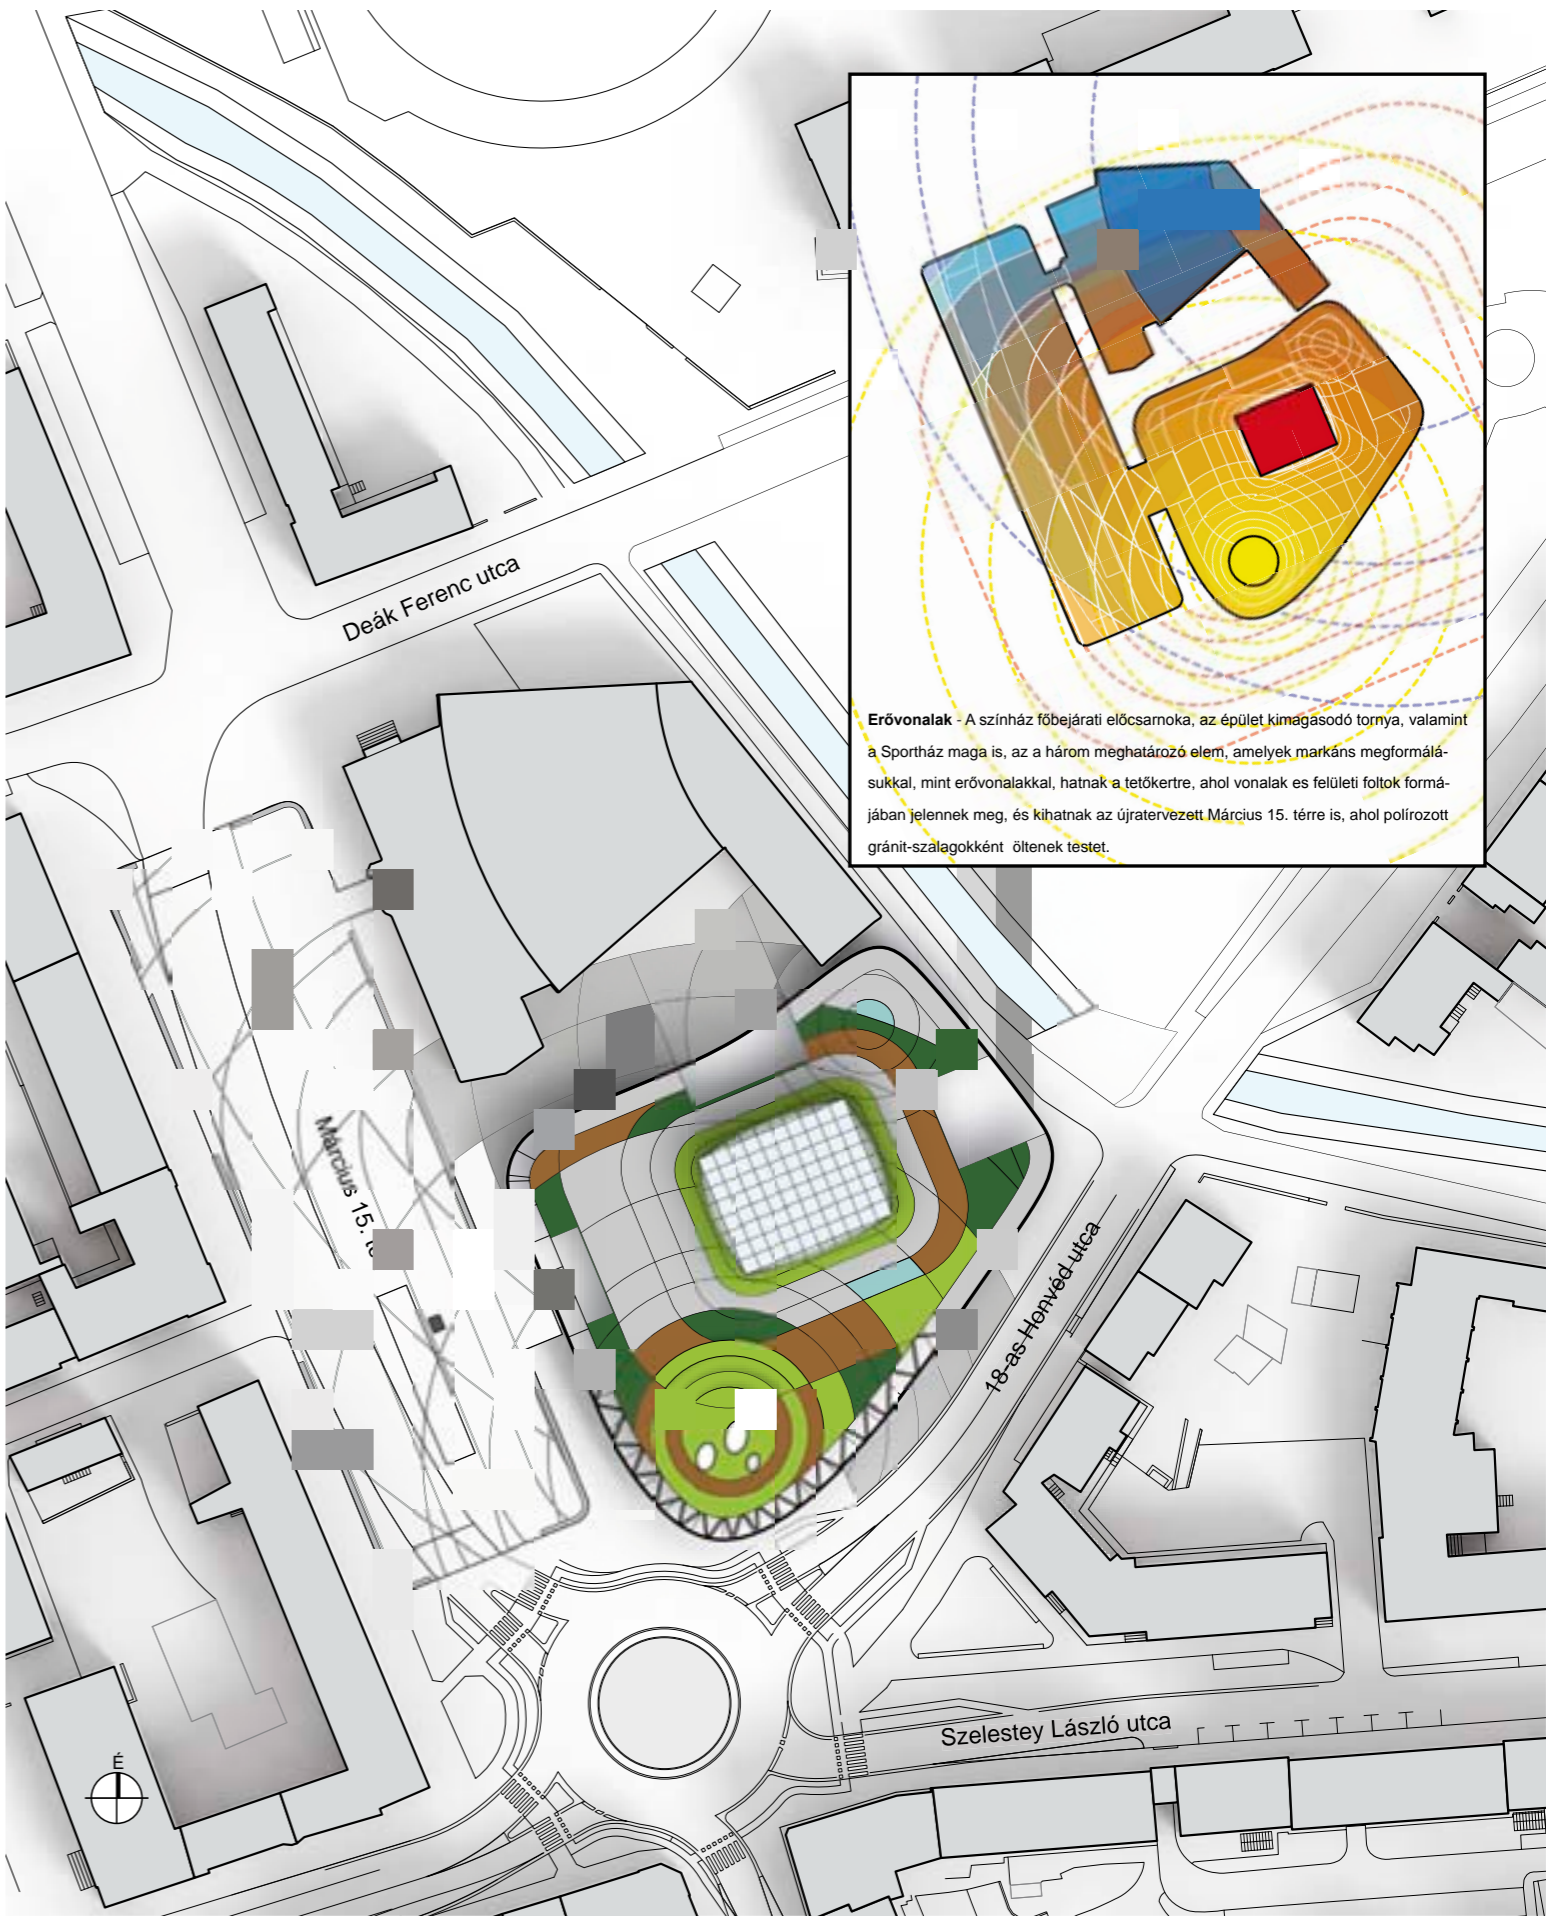 Deák Ferenc utca
Erővonalak - A színház főbejárati előcsarnoka, az épület kimagasodó tornya, valamint
a Sportház maga is, az a három meghatározó elem, amelyek markáns megformálá-
sukkal, mint erővonalakkal, hatnak a tetőkertre, ahol vonalak es felületi foltok formá-
jában jelennek meg, és kihatnak az újratervezett Március 15. térre is, ahol polírozott
gránit-szalagokként öltenek testet.
Március 15.
18-as Honvéd utca
Szelestey László utca
É